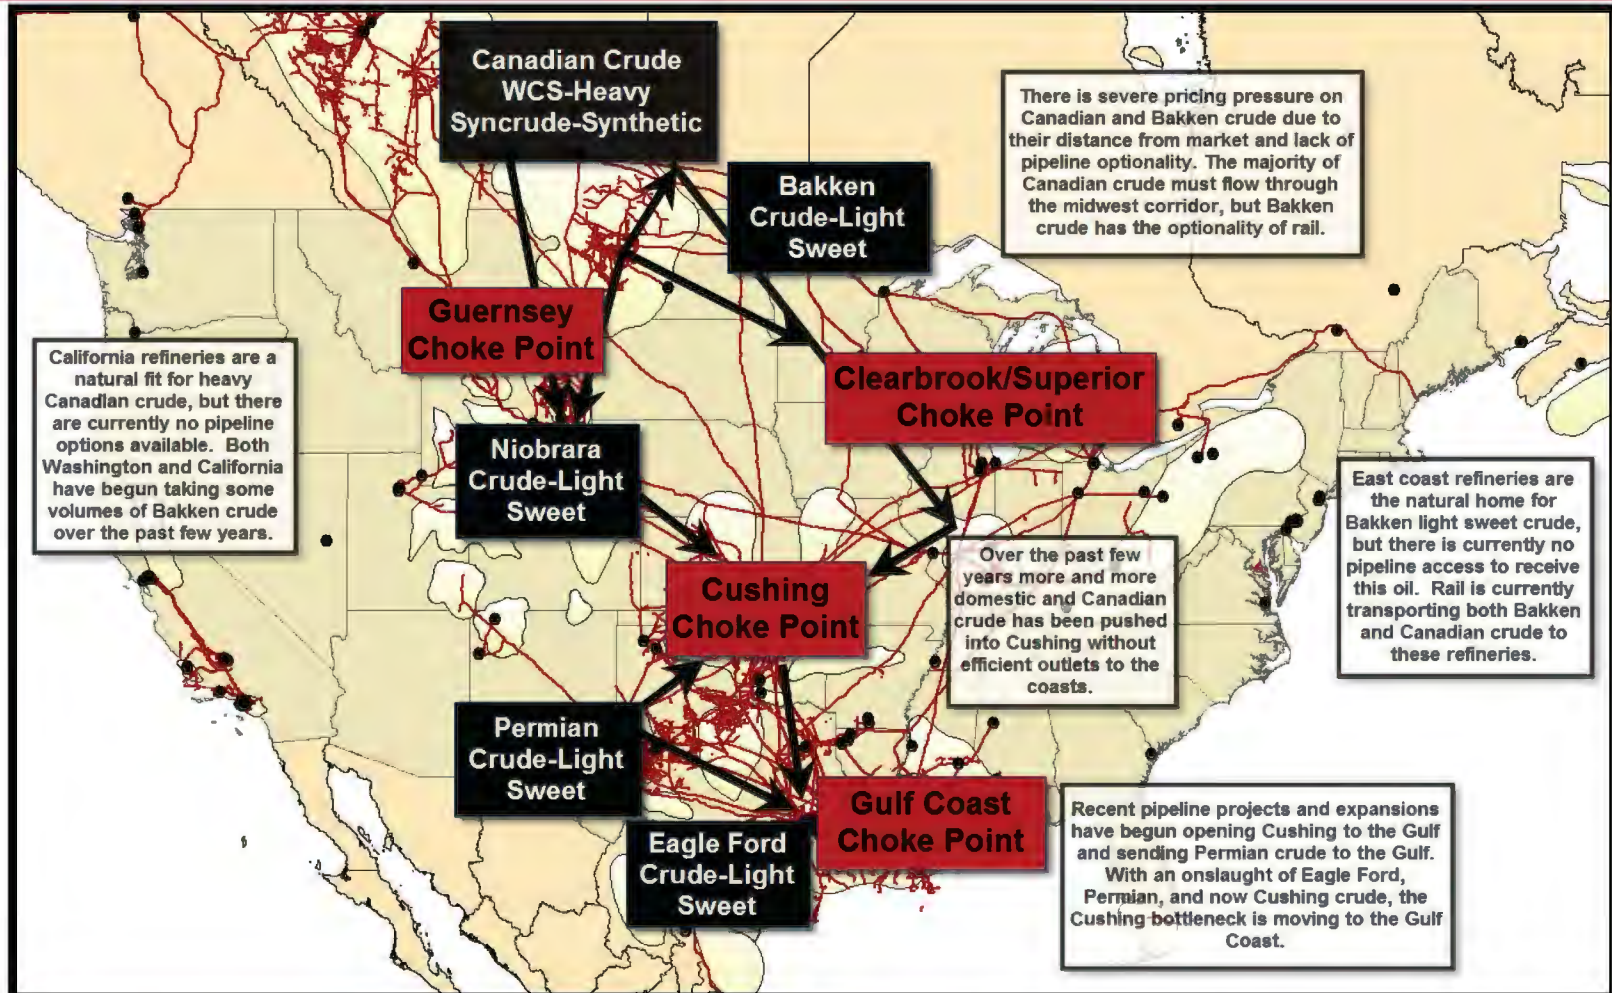 Canadian Crude
WCS-Heavy
Syncrude-Synthetic
There is severe pricing pressure on
Canadian and Bakken crude due to
their distance from market and lack of
pipeline optionality. The majority of
Canadian crude must flow through
the midwest corridor, but Bakken
crude has the optionality of rail.
Bakken
Crude-Light
Sweet
Guernsey
Choke Point
California refineries are a
natural fit for heavy
Canadian crude, but there
are currently no pipeline
options available. Both
Washington and California
have begun taking some
volumes of Bakken crude
over the past few years.
Clearbrook/Superior
Choke Point
Niobrara
Crude-Light
Sweet
East coast refineries are
the natural home for
Bakken light sweet crude,
but there is currently no
pipeline access to receive
this oil. Rail is currently
transporting both Bakken
and Canadian crude to
these refineries.
Over the past few
years more and more
domestic and Canadian
crude has been pushed
into Cushing without
efficient outlets to the
coasts.
Cushing
Choke Point
Permian
Crude-Light
Sweet
Gulf Coast
Choke Point
Recent pipeline projects and expansions
have begun opening Cushing to the Gulf
and sending Permian crude to the Gulf.
With an onslaught of Eagle Ford,
Permian, and now Cushing crude, the
Cushing bottleneck is moving to the Gulf
Coast.
Eagle Ford
Crude-Light
Sweet